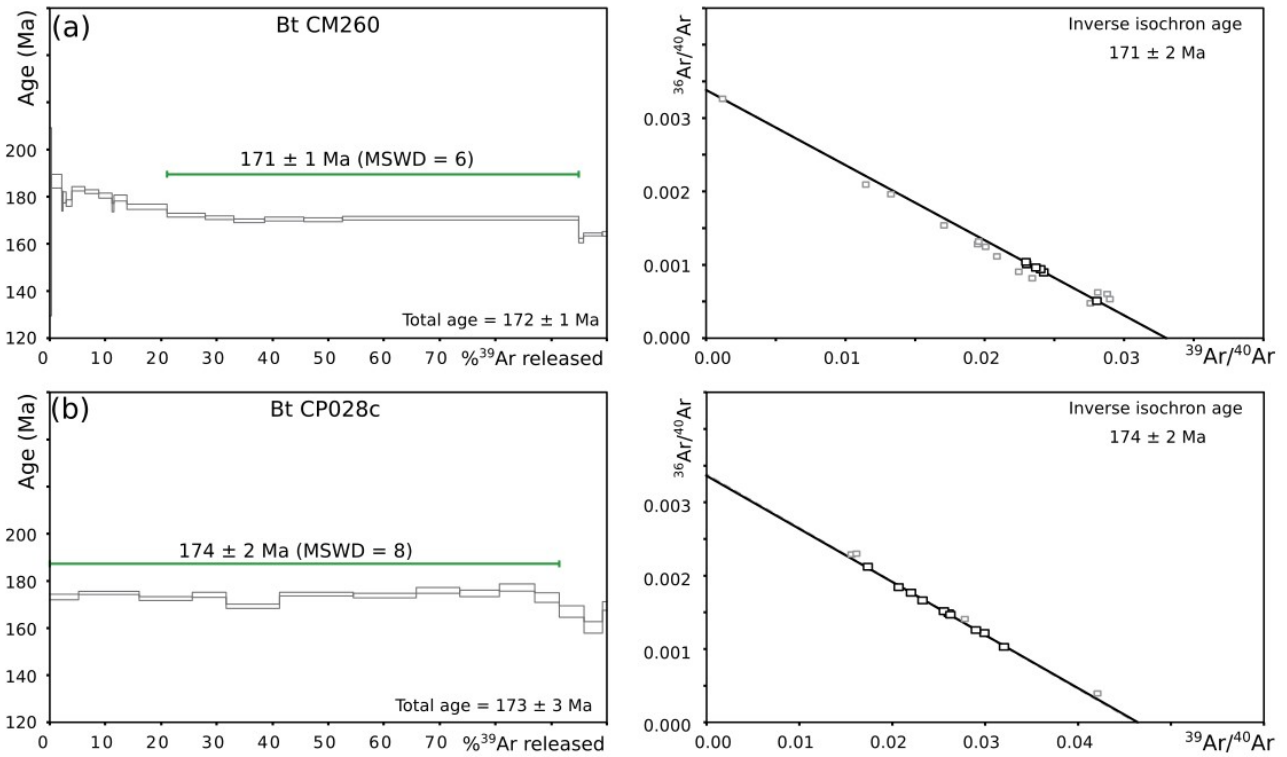 (a)
Bt CM260
Age (Ma)
200
180
160
140
120
171 ± 1 Ma (MSWD = 6)
Total age = 172 ± 1 Ma
0 10 20 30 40 50 60 70 %³⁹Ar released
³⁶Ar/⁴⁰Ar
Inverse isochron age
171 ± 2 Ma
0.003
0.002
0.001
0.000
0.00 0.01 0.02 0.03 ³⁹Ar/⁴⁰Ar
(b)
Bt CP028c
Age (Ma)
200
180
160
140
120
174 ± 2 Ma (MSWD = 8)
Total age = 173 ± 3 Ma
0 10 20 30 40 50 60 70 %³⁹Ar released
³⁶Ar/⁴⁰Ar
Inverse isochron age
174 ± 2 Ma
0.003
0.002
0.001
0.000
0.00 0.01 0.02 0.03 0.04 ³⁹Ar/⁴⁰Ar